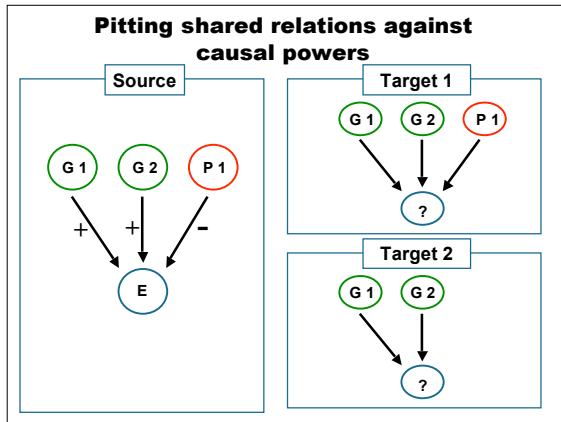 Pitting shared relations against
causal powers
Source
G 1
G 2
P 1
+
+
-
E
Target 1
G 1
G 2
P 1
?
Target 2
G 1
G 2
?